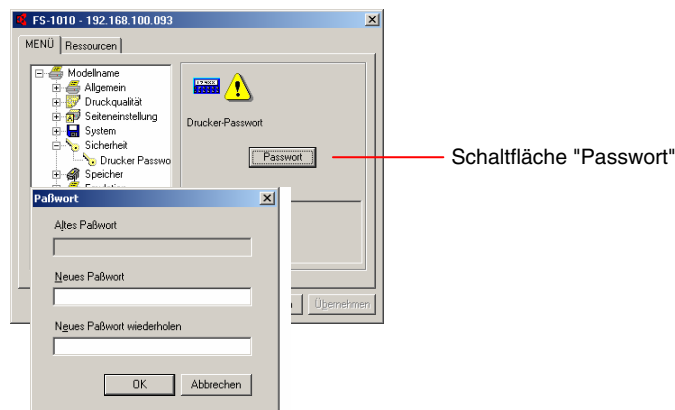 FS-1010 - 192.168.100.093
MENÜ
Ressourcen
Modellname
Allgemein
Druckqualität
Seiteneinstellung
System
Sicherheit
Drucker Passwo
Speicher
Drucker-Passwort
Passwort
Schaltfläche "Passwort"
Übernehmen
Paßwort
Altes Paßwort
Neues Paßwort
Neues Paßwort wiederholen
OK
Abbrechen